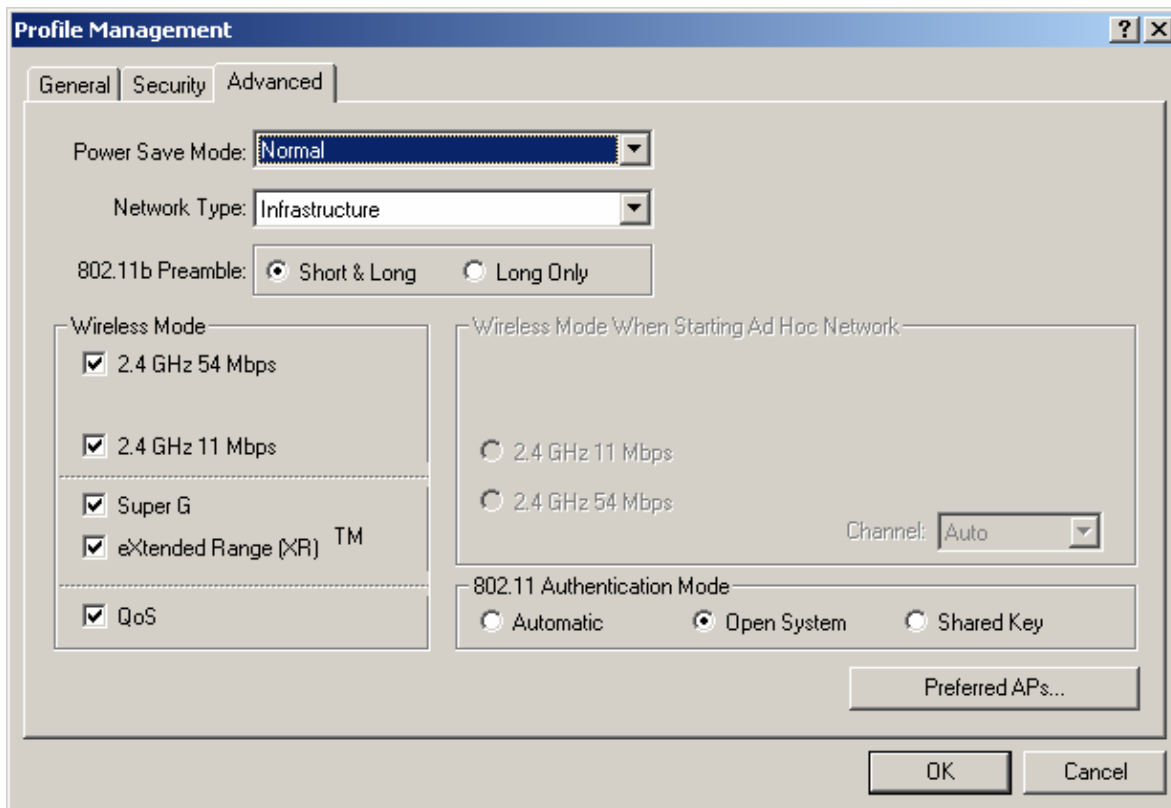 Profile Management
General Security Advanced
Power Save Mode: Normal
Network Type: Infrastructure
802.11b Preamble: Short & Long Long Only
Wireless Mode
2.4 GHz 54 Mbps
2.4 GHz 11 Mbps
Super G
eXtended Range (XR) TM
QoS
Wireless Mode When Starting Ad Hoc Network
2.4 GHz 11 Mbps
2.4 GHz 54 Mbps
Channel: Auto
802.11 Authentication Mode
Automatic Open System Shared Key
Preferred APs...
OK Cancel